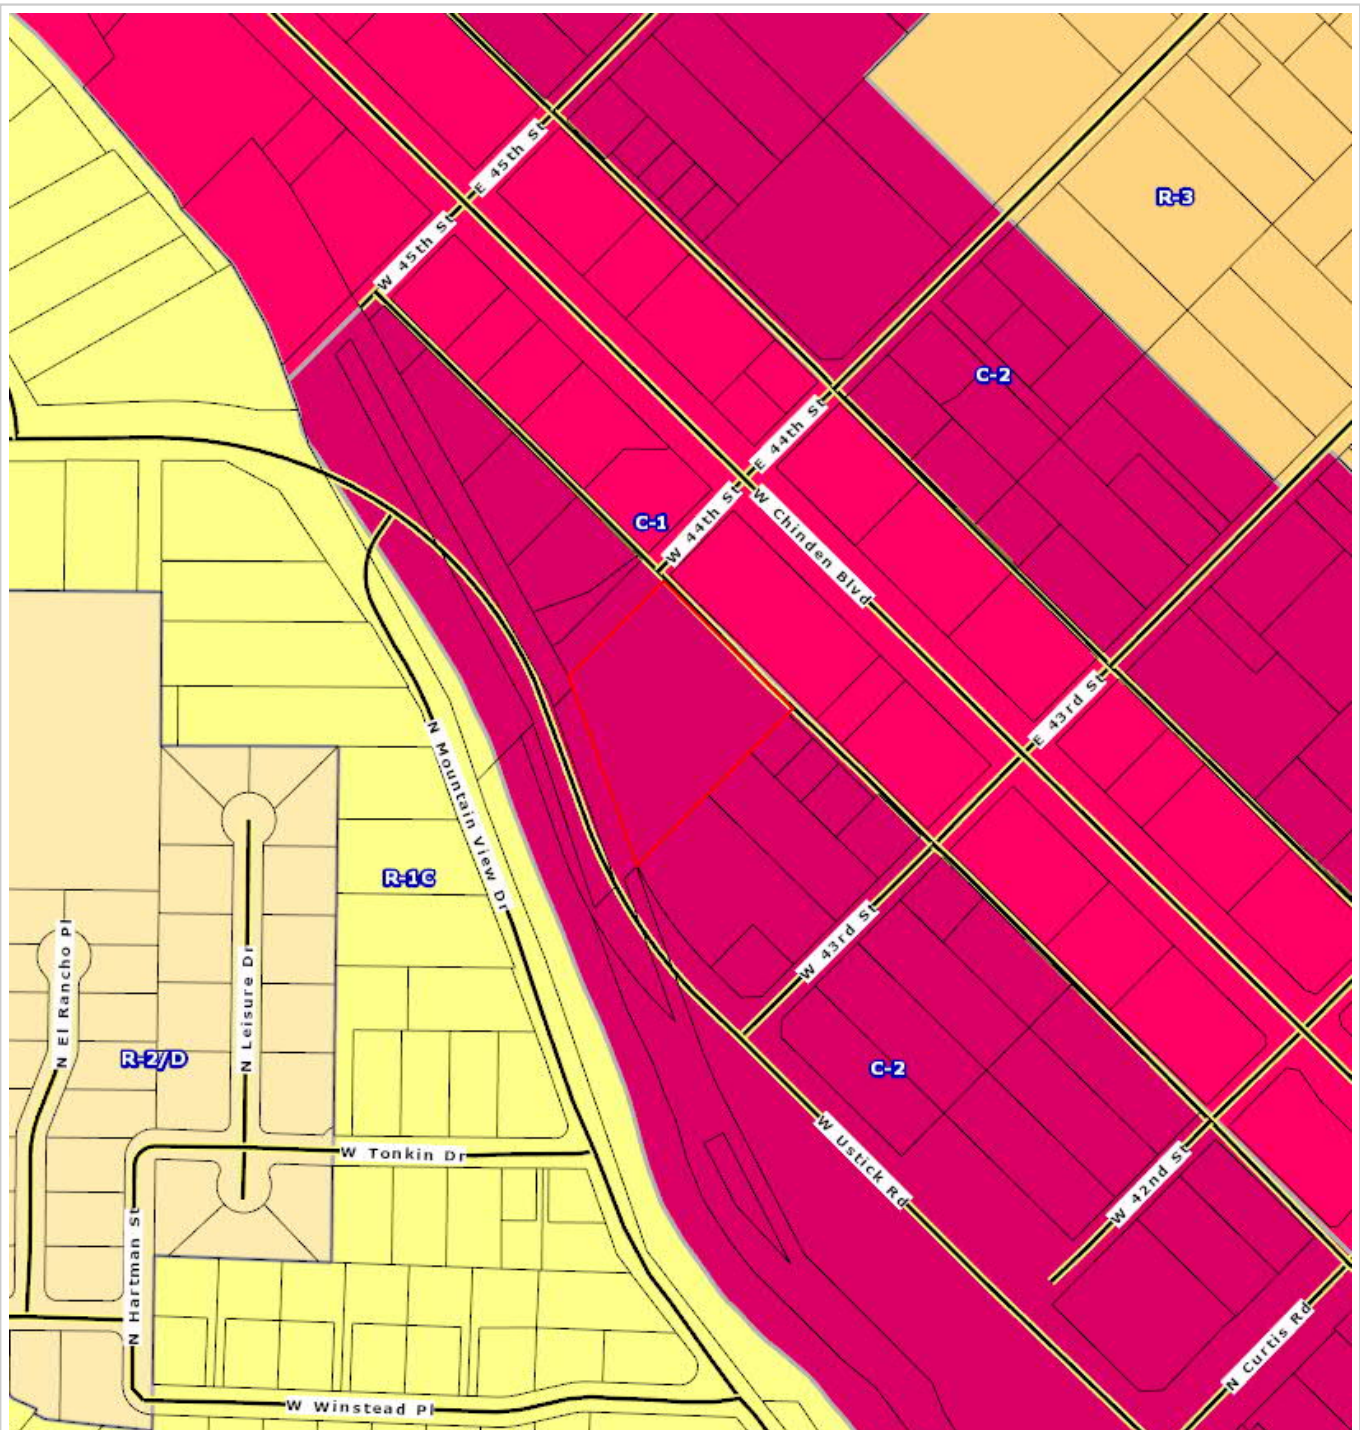 E 45th St
W 45th St
R-3
C-2
E 44th St
W 44th St
C-1
W Chinden Blvd
E 43rd St
N Mountain View Dr
R-1C
W 43rd St
N El Rancho Pl
N Leisure Dr
R-2/D
C-2
W Ustick Rd
W Tonkin Dr
W 42nd St
N Hartman St
N Curtis Rd
W Winstead Pl